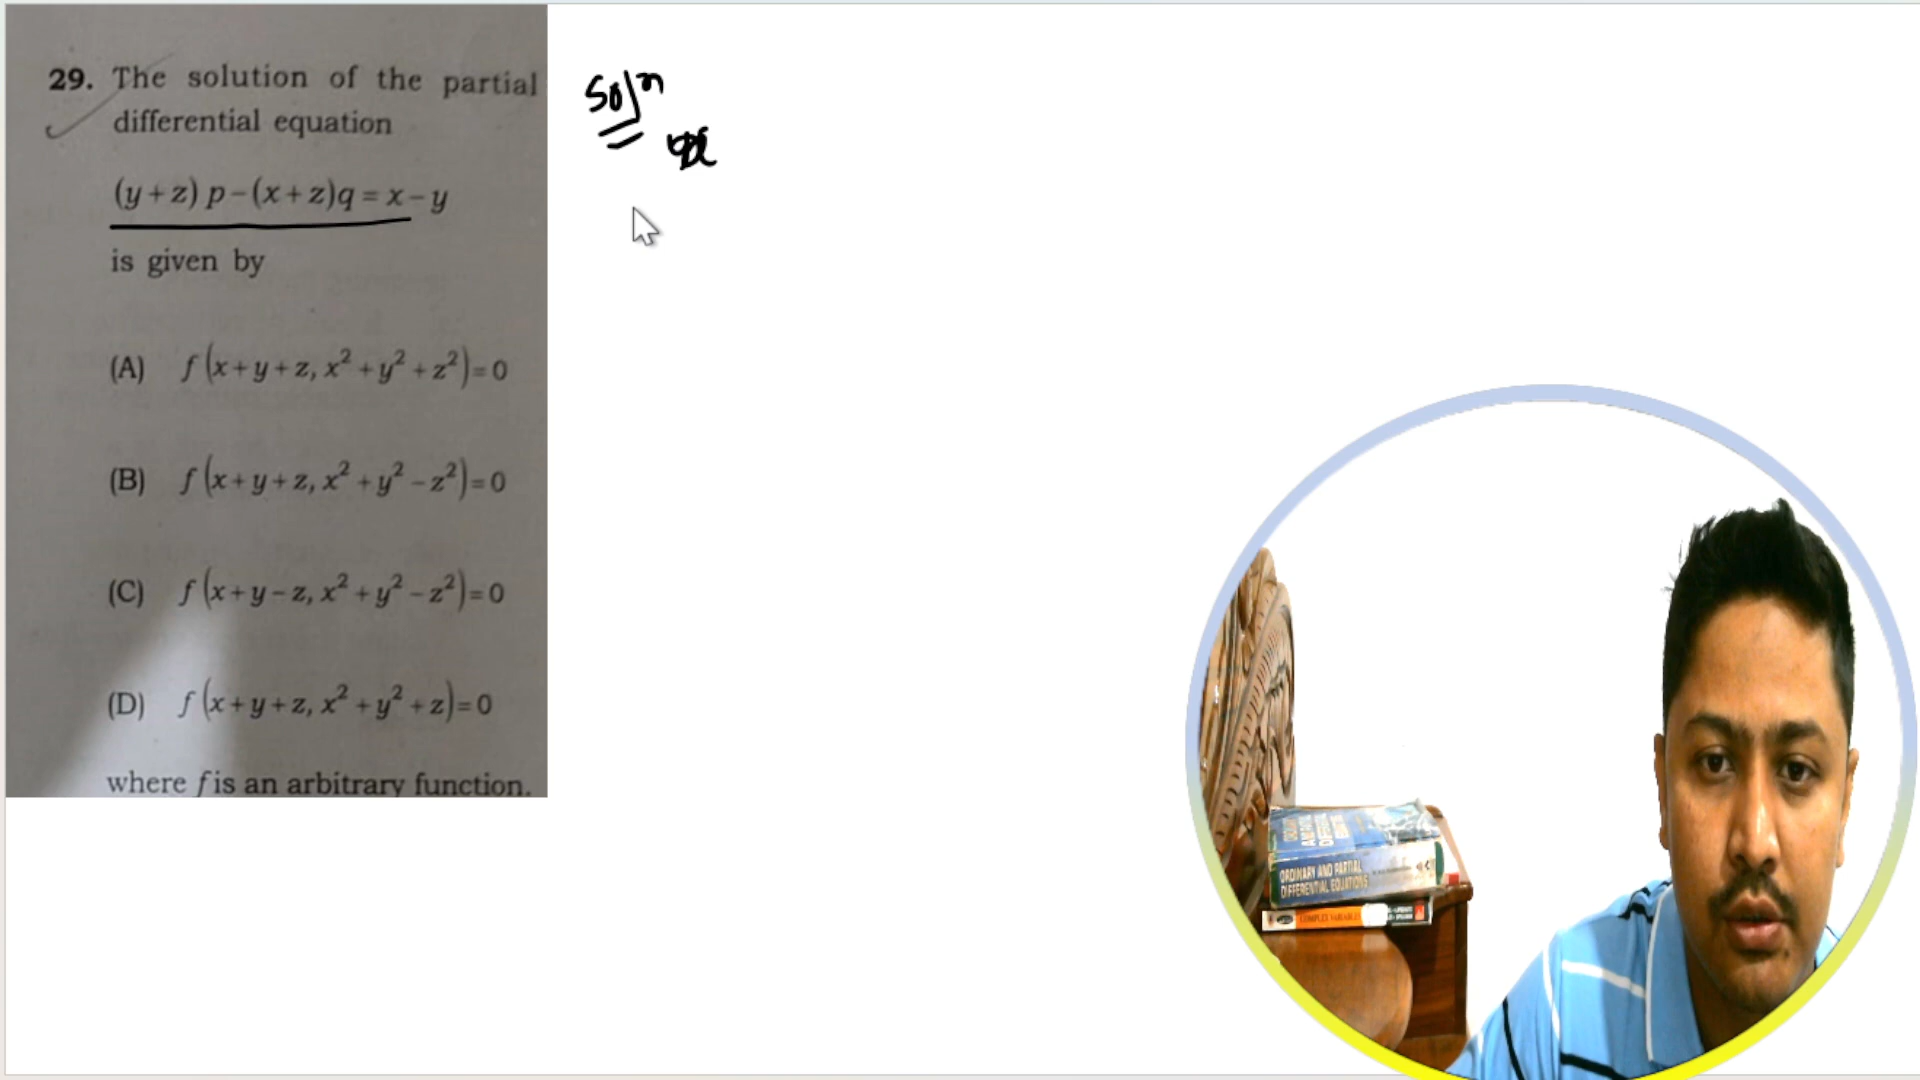 29. The solution of the partial
differential equation
(y+z) p-(x+z)q = x-y
is given by
(A) f(x+y+z, x²+y²+z²)=0
(B) f(x+y+z, x²+y²-z²)=0
(C) f(x+y-z, x²+y²-z²)=0
(D) f(x+y+z, x²+y²+z)=0
where f is an arbitrary function.
Soln
ORDINARY AND PARTIAL
DIFFERENTIAL EQUATIONS
COMPLEX VARIABLES